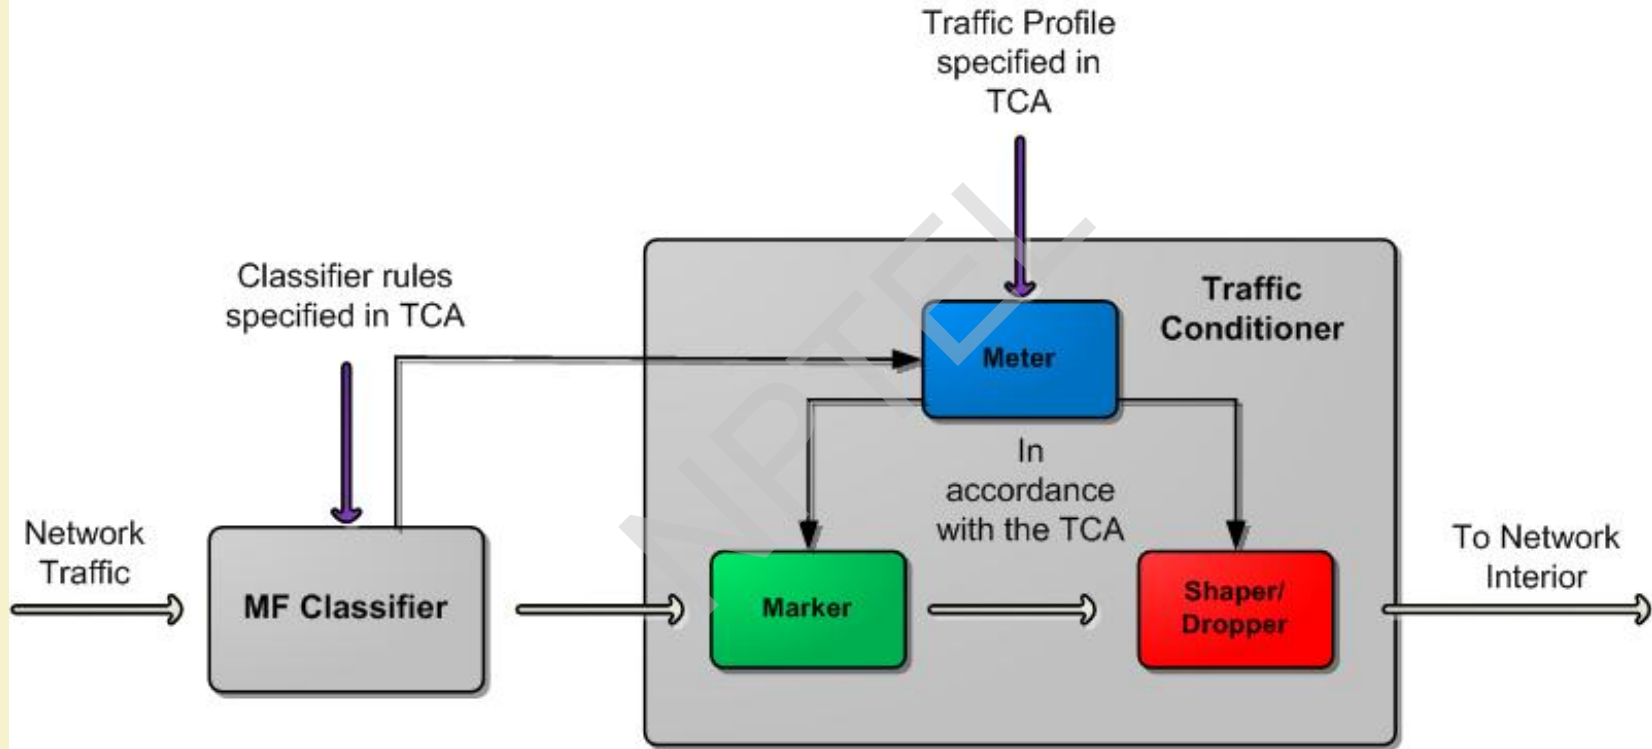 Traffic Profile
specified in
TCA
Classifier rules
specified in TCA
Traffic
Conditioner
Meter
In
accordance
with the TCA
Network
Traffic
MF Classifier
Marker
Shaper/
Dropper
To Network
Interior
NPTEL